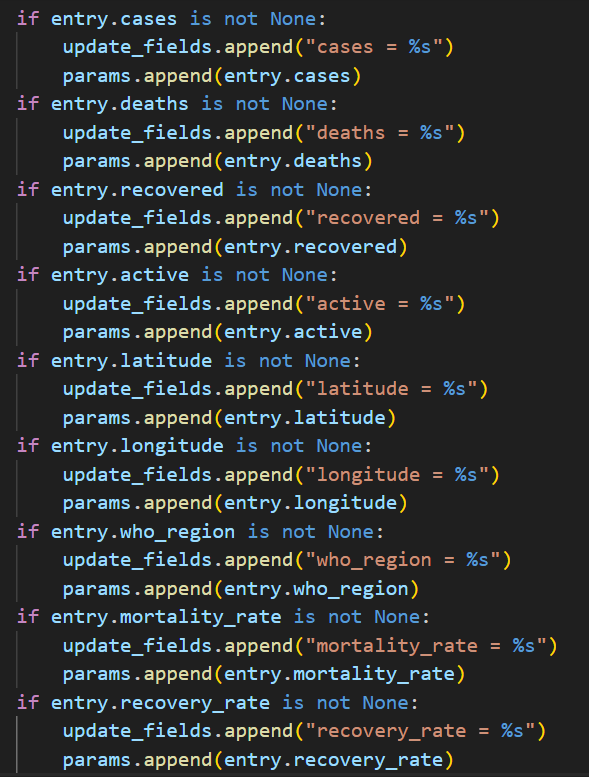 if entry.cases is not None:
    update_fields.append("cases = %s")
    params.append(entry.cases)
if entry.deaths is not None:
    update_fields.append("deaths = %s")
    params.append(entry.deaths)
if entry.recovered is not None:
    update_fields.append("recovered = %s")
    params.append(entry.recovered)
if entry.active is not None:
    update_fields.append("active = %s")
    params.append(entry.active)
if entry.latitude is not None:
    update_fields.append("latitude = %s")
    params.append(entry.latitude)
if entry.longitude is not None:
    update_fields.append("longitude = %s")
    params.append(entry.longitude)
if entry.who_region is not None:
    update_fields.append("who_region = %s")
    params.append(entry.who_region)
if entry.mortality_rate is not None:
    update_fields.append("mortality_rate = %s")
    params.append(entry.mortality_rate)
if entry.recovery_rate is not None:
    update_fields.append("recovery_rate = %s")
    params.append(entry.recovery_rate)